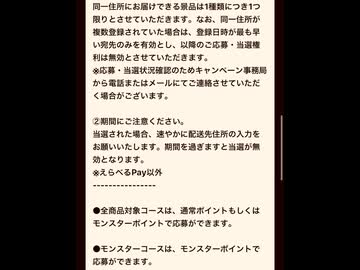 同一住所にお届けできる景品は1種類につき1つ
限りとさせていただきます。なお、同一住所が
複数登録されていた場合は、登録日時が最も早
い宛先のみを有効とし、以降のご応募・当選権
利は無効とさせていただきます。
※応募・当選状況確認のためキャンペーン事務局
から電話またはメールにてご連絡させていただ
く場合がございます。
②期間にご注意ください。
当選された場合、速やかに配送先住所の入力を
お願いいたします。期間を過ぎますと当選が無
効となります。
※えらべるPay以外
----------------
●全商品対象コースは、通常ポイントもしくは
モンスターポイントで応募ができます。
●モンスターコースは、モンスターポイントで
応募ができます。